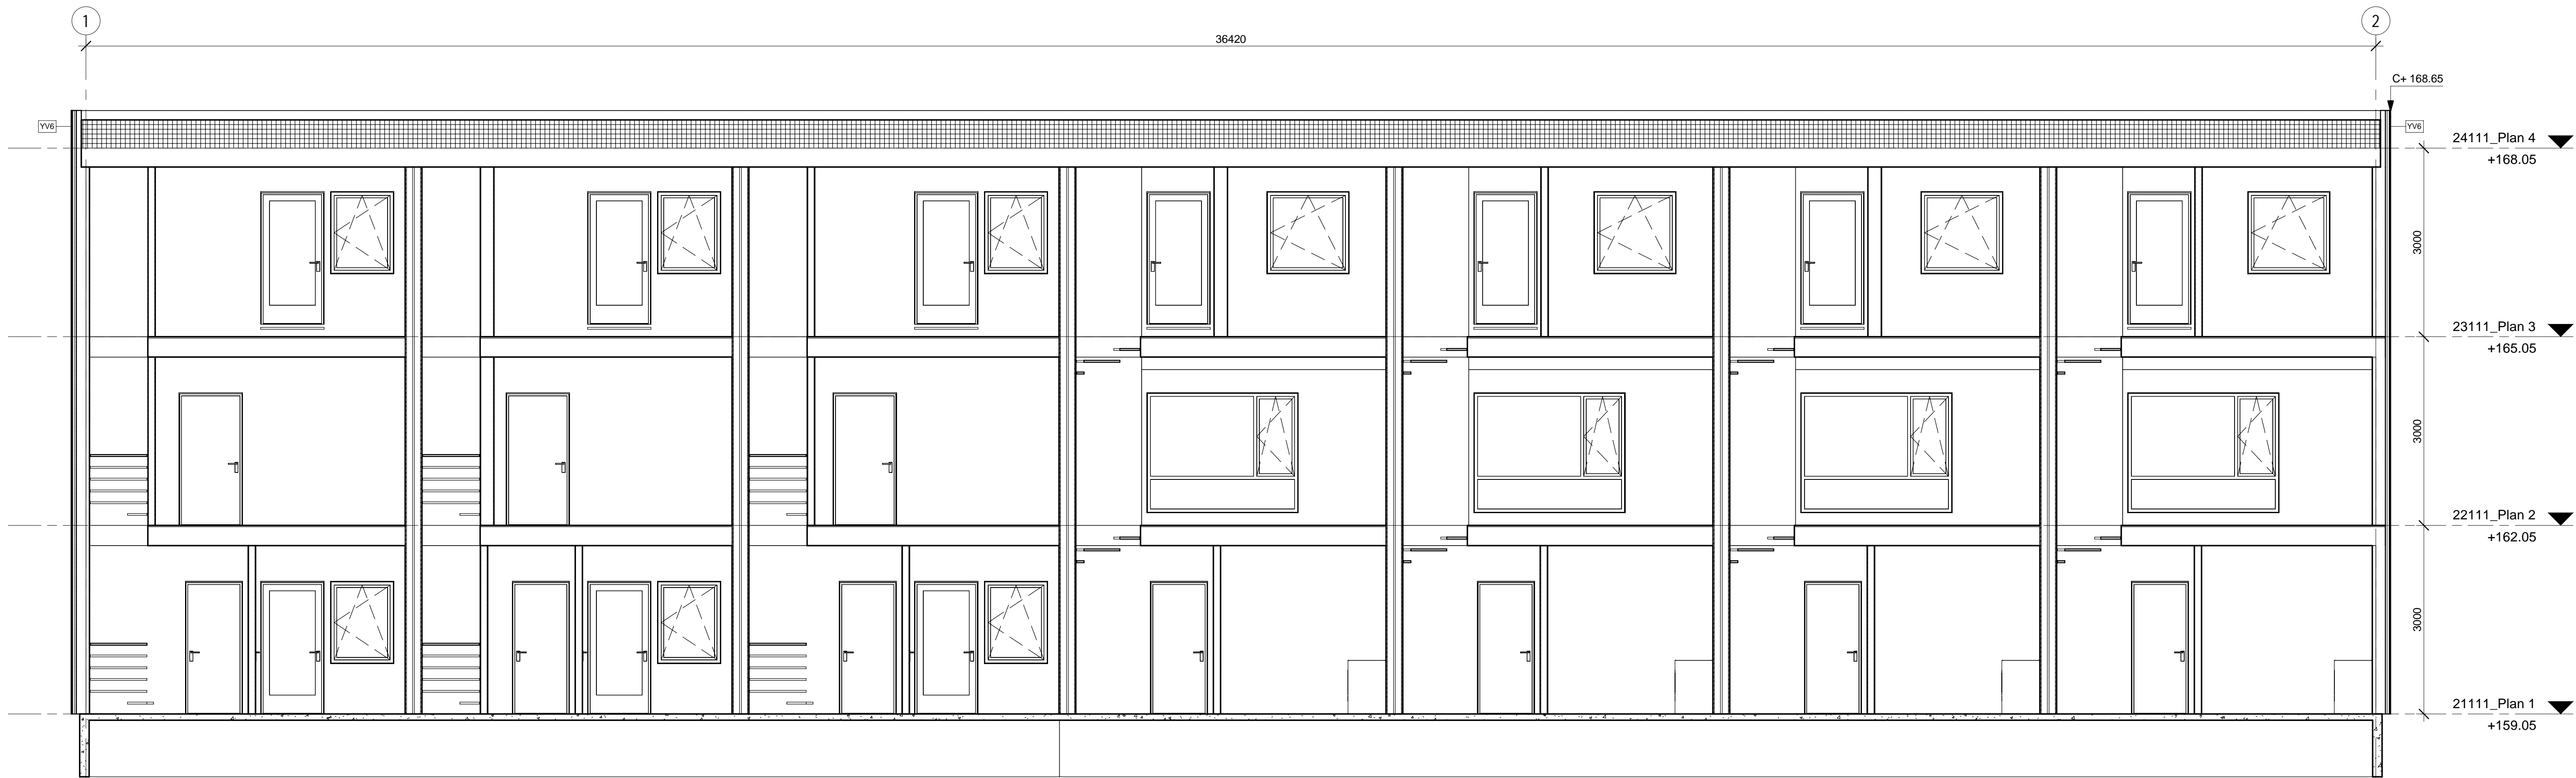 1
2
36420
C+ 168.65
YV6
YV6
24111_Plan 4
+168.05
3000
23111_Plan 3
+165.05
3000
22111_Plan 2
+162.05
3000
21111_Plan 1
+159.05